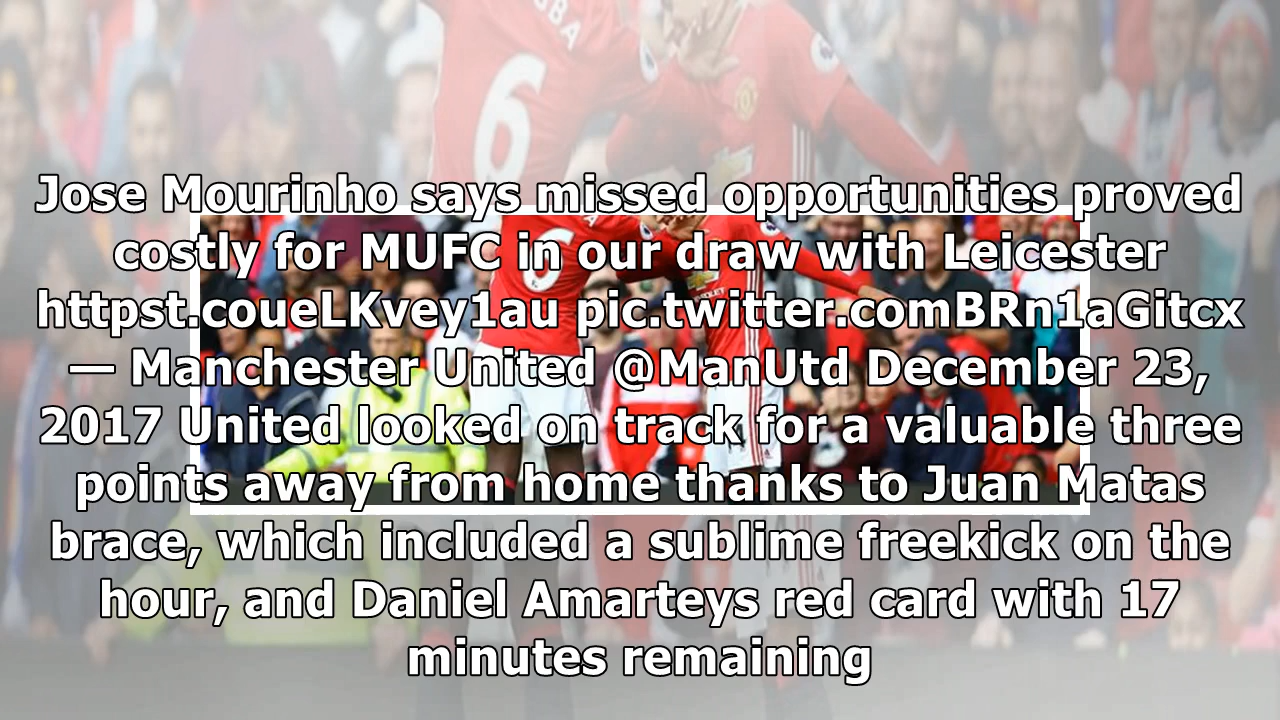 GBA
6
Jose Mourinho says missed opportunities proved
costly for MUFC in our draw with Leicester
httpst.coueLKvey1au pic.twitter.comBRn1aGitcx
— Manchester United @ManUtd December 23,
2017 United looked on track for a valuable three
points away from home thanks to Juan Matas
brace, which included a sublime freekick on the
hour, and Daniel Amarteys red card with 17
minutes remaining